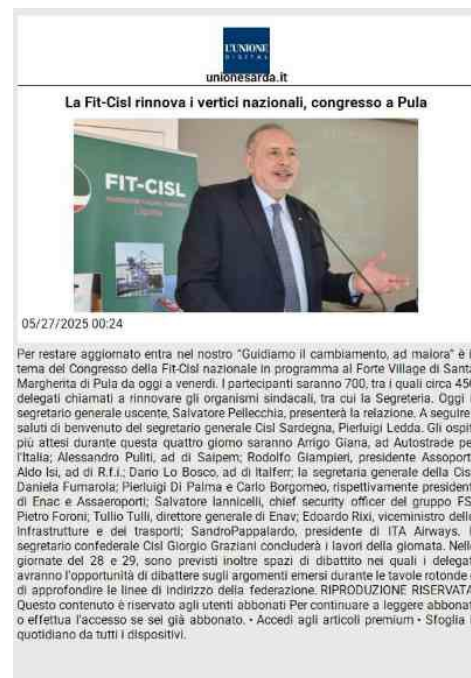 L'UNIONE
DIGITAL
unionesarda.it
La Fit-Cisl rinnova i vertici nazionali, congresso a Pula
FIT-CISL
Liguria
05/27/2025 00:24
Per restare aggiornato entra nel nostro "Guidiamo il cambiamento, ad maiora" è i
tema del Congresso della Fit-Cisl nazionale in programma al Forte Village di Santa
Margherita di Pula da oggi a venerdì. I partecipanti saranno 700, tra i quali circa 450
delegati chiamati a rinnovare gli organismi sindacali, tra cui la Segreteria. Oggi i
segretario generale uscente, Salvatore Pellecchia, presenterà la relazione. A seguire
saluti di benvenuto del segretario generale Cisl Sardegna, Pierluigi Ledda. Gli ospit
più attesi durante questa quattro giorno saranno Arrigo Giana, ad Autostrade pe
l'Italia; Alessandro Puliti, ad di Saipem; Rodolfo Giampieri, presidente Assoport
Aldo Isi, ad di R.f.i.; Dario Lo Bosco, ad di Italferr; la segretaria generale della Cis
Daniela Fumarola; Pierluigi Di Palma e Carlo Borgomeo, rispettivamente president
di Enac e Assaeroporti; Salvatore Iannicelli, chief security officer del gruppo FS
Pietro Foroni; Tullio Tulli, direttore generale di Enav; Edoardo Rixi, viceministro delle
Infrastrutture e dei trasporti; SandroPappalardo, presidente di ITA Airways. I
segretario confederale Cisl Giorgio Graziani concluderà i lavori della giornata. Nelle
giornate del 28 e 29, sono previsti inoltre spazi di dibattito nei quali i delegat
avranno l'opportunità di dibattere sugli argomenti emersi durante le tavole rotonde e
di approfondire le linee di indirizzo della federazione. RIPRODUZIONE RISERVATA
Questo contenuto è riservato agli utenti abbonati Per continuare a leggere abbonat
o effettua l'accesso se sei già abbonato. • Accedi agli articoli premium • Sfoglia i
quotidiano da tutti i dispositivi.